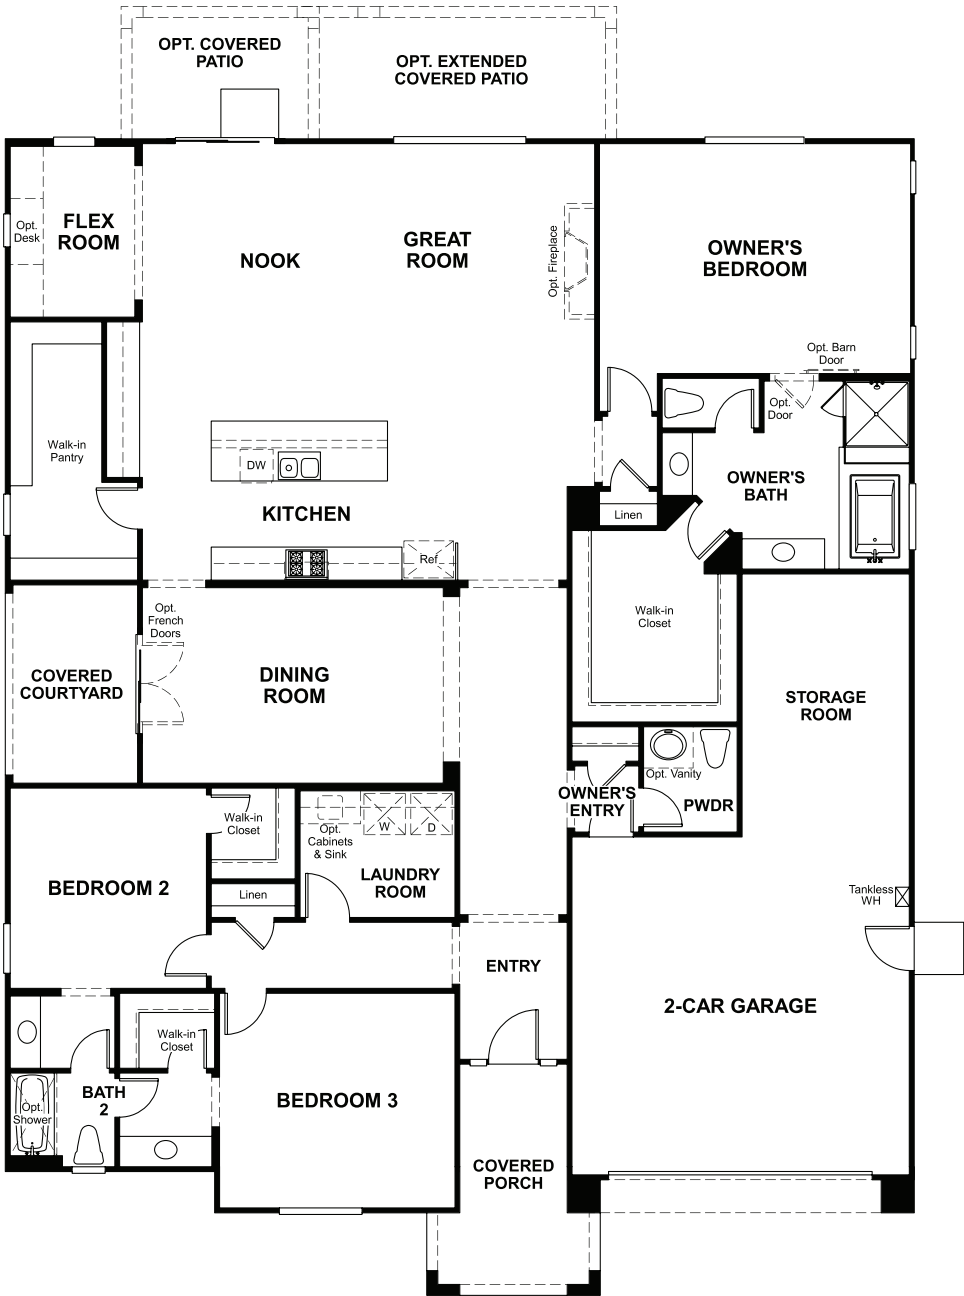 OPT. COVERED
PATIO
OPT. EXTENDED
COVERED PATIO
Opt.
Desk
FLEX
ROOM
NOOK
GREAT
ROOM
Opt. Fireplace
OWNER'S
BEDROOM
Opt. Barn
Door
Opt.
Door
Walk-in
Pantry
DW
KITCHEN
Ref
OWNER'S
BATH
Linen
Opt.
French
Doors
COVERED
COURTYARD
DINING
ROOM
Walk-in
Closet
STORAGE
ROOM
Opt. Vanity
OWNER'S
ENTRY
PWDR
Walk-in
Closet
Opt.
Cabinets
& Sink
W
D
BEDROOM 2
LAUNDRY
ROOM
Linen
Tankless
WH
ENTRY
2-CAR GARAGE
Walk-in
Closet
BATH
2
Opt.
Shower
BEDROOM 3
COVERED
PORCH